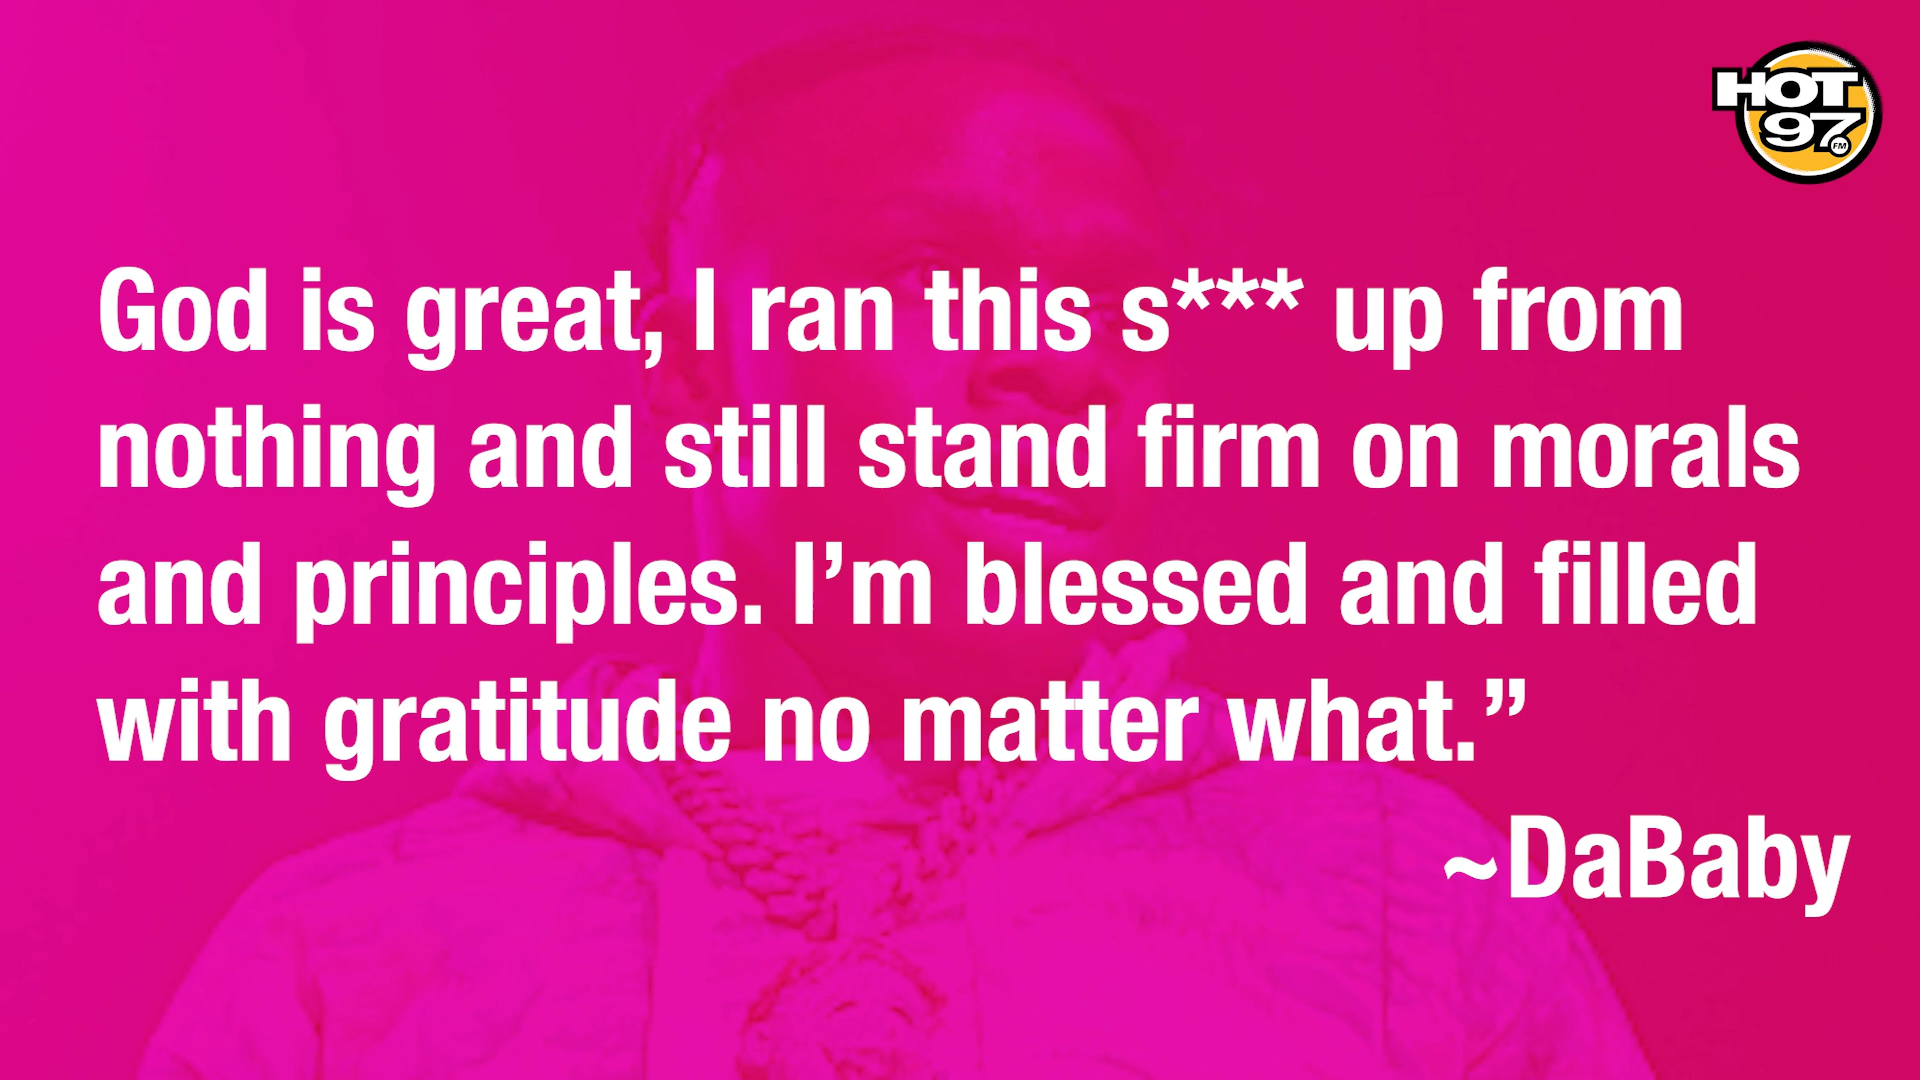 HOT
97
FM
God is great, I ran this s*** up from
nothing and still stand firm on morals
and principles. I’m blessed and filled
with gratitude no matter what.”
~DaBaby